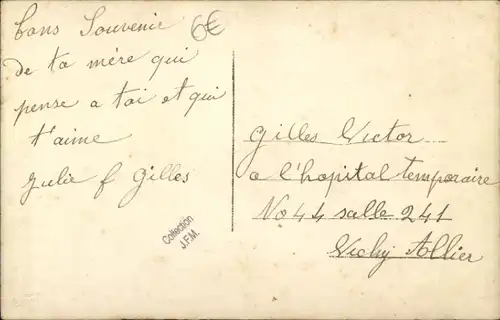 bons Souvenir
6€
de ta mère qui
pense a toi et qui
t'aime
Julie f Gilles
Gilles Victor
a l'hopital temporaire
No 44 salle 241
Vichy Allier
Collection
J.F.M.